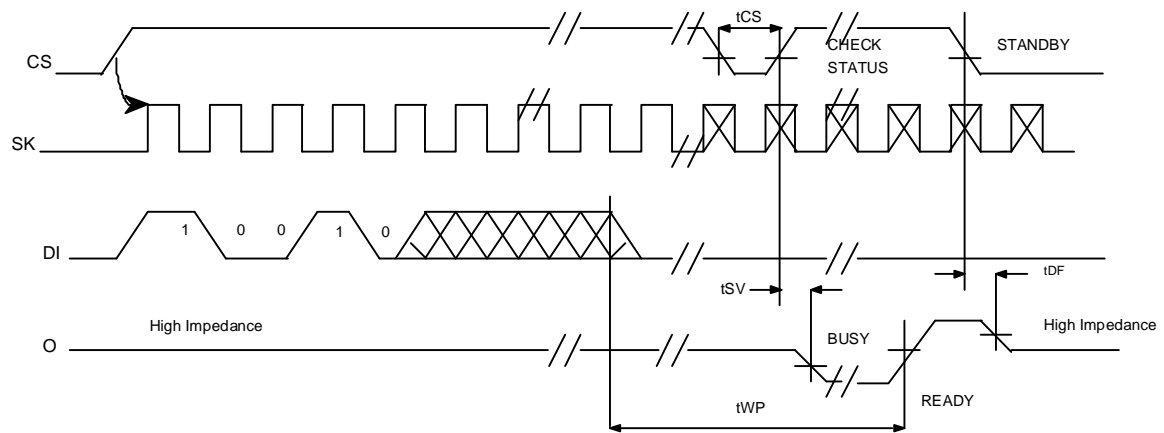 tCS
CS
CHECK
STATUS
STANDBY
SK
DI
1 0 0 1 0
tSV
tDF
High Impedance
O
BUSY
High Impedance
READY
tWP